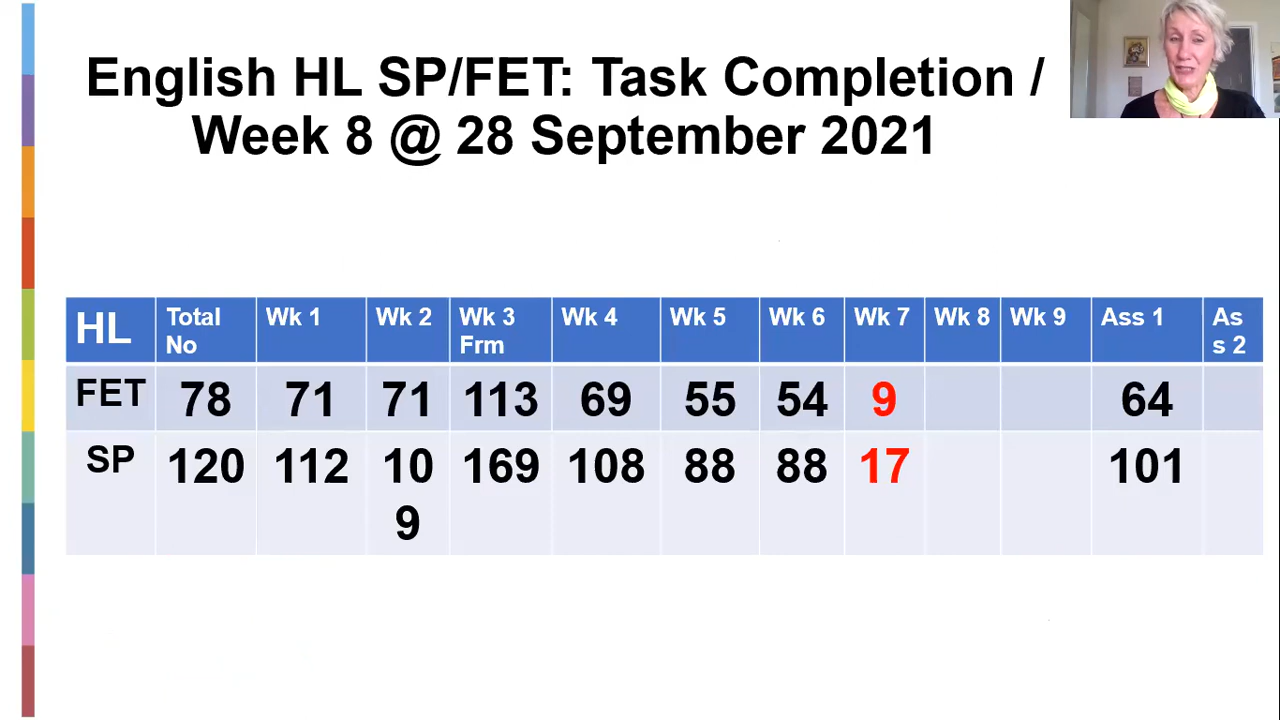 English HL SP/FET: Task Completion /
Week 8 @ 28 September 2021
HL Total No Wk 1 Wk 2 Wk 3 Frm Wk 4 Wk 5 Wk 6 Wk 7 Wk 8 Wk 9 Ass 1 As s 2
FET 78 71 71 113 69 55 54 9 64
SP 120 112 10 9 169 108 88 88 17 101